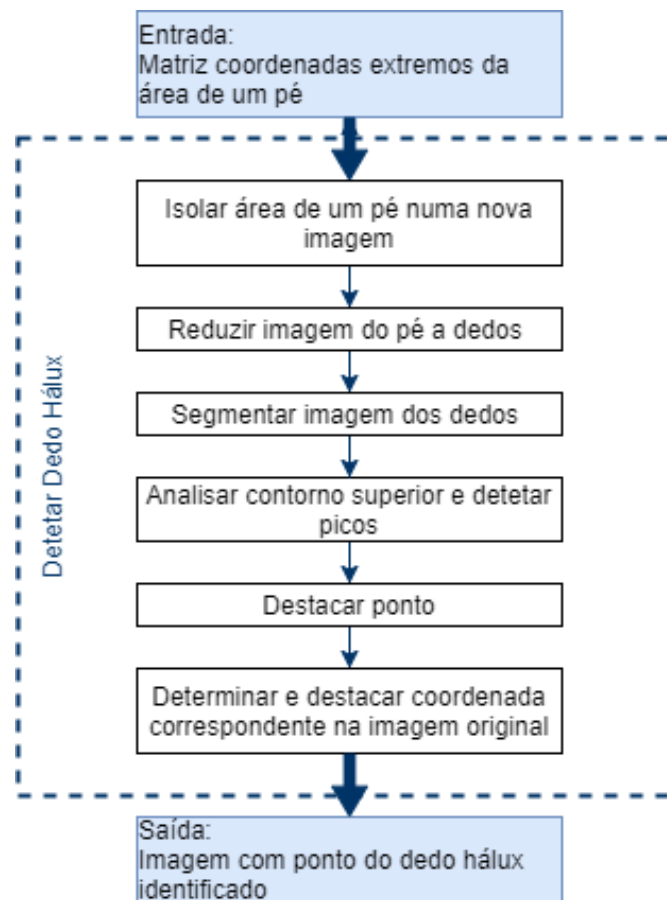 Entrada:
Matriz coordenadas extremos da
área de um pé
Isolar área de um pé numa nova
imagem
Reduzir imagem do pé a dedos
Segmentar imagem dos dedos
Analisar contorno superior e detetar
picos
Destacar ponto
Determinar e destacar coordenada
correspondente na imagem original
Detetar Dedo Hálux
Saída:
Imagem com ponto do dedo hálux
identificado